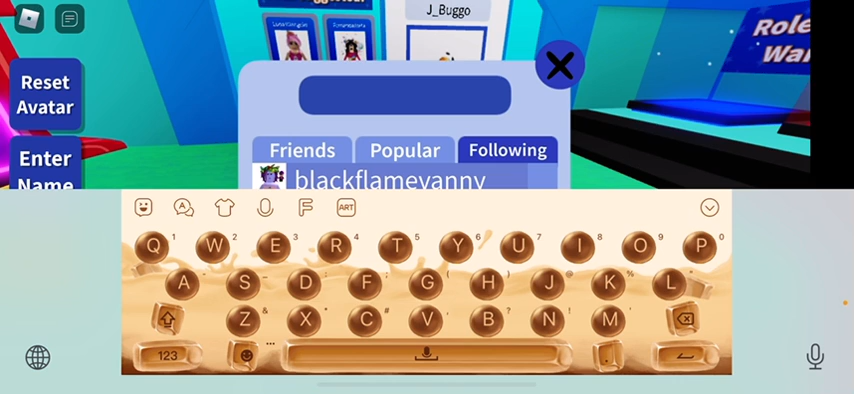 J_Buggo
Role
Wa
Reset
Avatar
Enter
Name
Friends
Popular
Following
blackflamevanny
ART
Q 1 W 2 E 3 R 4 T 5 Y 6 U 7 I 8 O 9 P 0
A - S D F : G ( H ) J @ K % L "
Z & X * C # V , B ? N ! M '
123
...
.